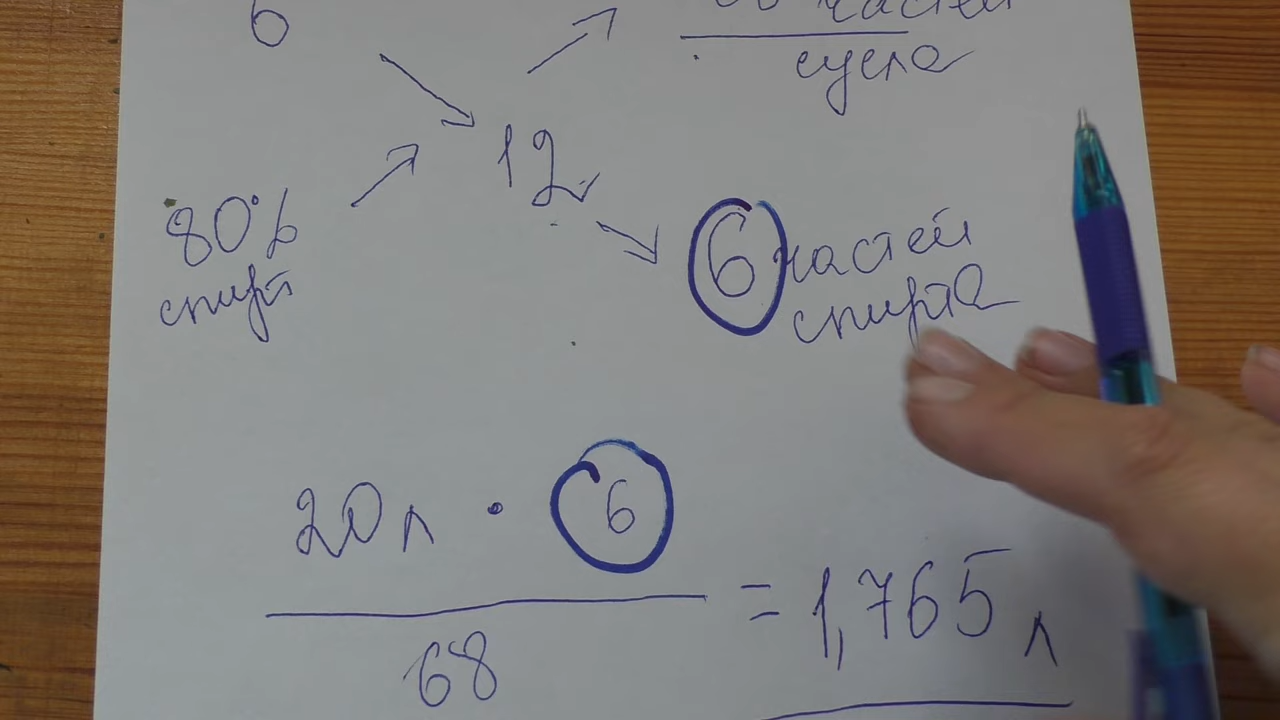 6 частей
сусла
12
80%
спирт
6 частей
спирта
20л · 6
68
= 1,765 л